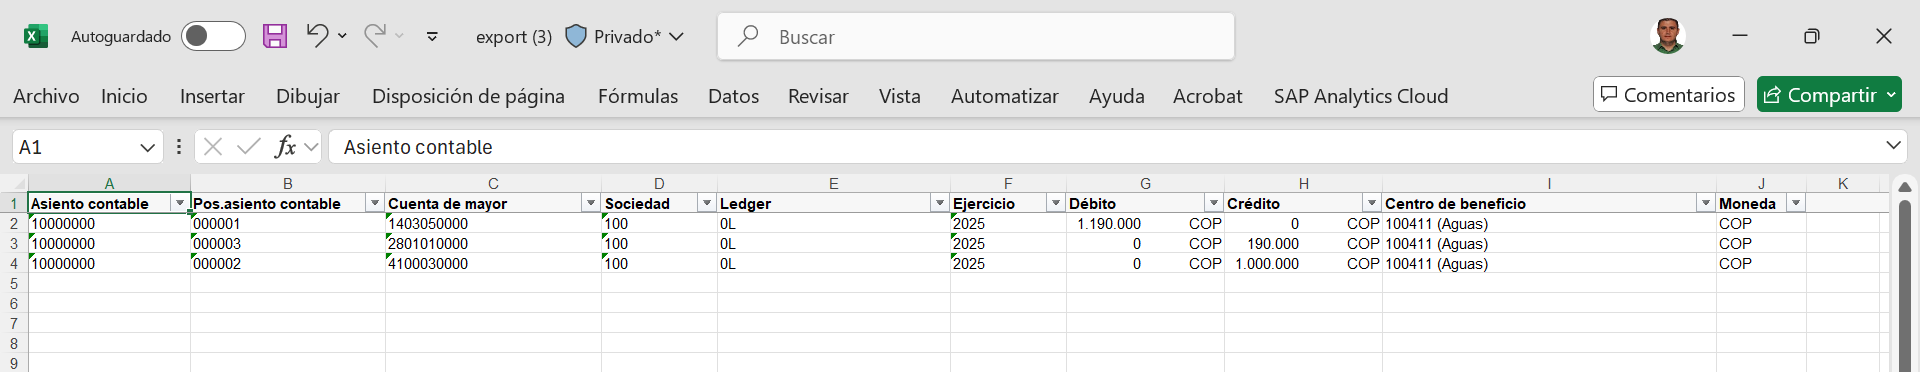 Autoguardado export (3) Privado* Buscar
Archivo Inicio Insertar Dibujar Disposición de página Fórmulas Datos Revisar Vista Automatizar Ayuda Acrobat SAP Analytics Cloud Comentarios Compartir
A1 fx Asiento contable
A B C D E F G H I J K
1 Asiento contable Pos.asiento contable Cuenta de mayor Sociedad Ledger Ejercicio Débito Crédito Centro de beneficio Moneda
2 10000000 000001 1403050000 100 0L 2025 1.190.000 COP 0 COP 100411 (Aguas) COP
3 10000000 000003 2801010000 100 0L 2025 0 COP 190.000 COP 100411 (Aguas) COP
4 10000000 000002 4100030000 100 0L 2025 0 COP 1.000.000 COP 100411 (Aguas) COP
5
6
7
8
9